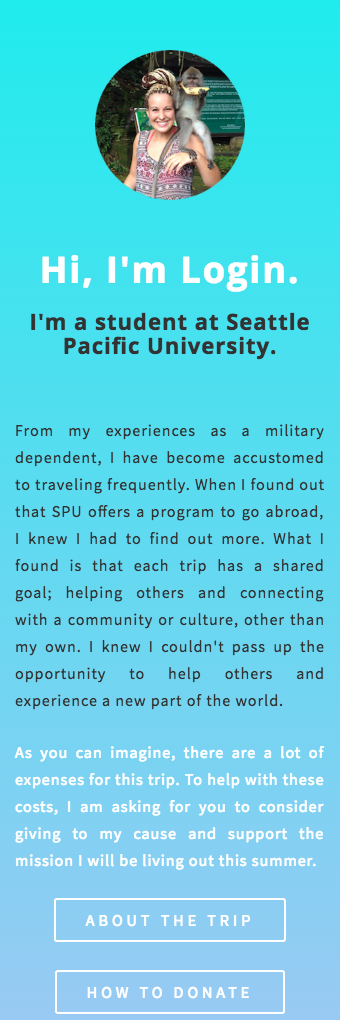 Hi, I'm Login.
I'm a student at Seattle
Pacific University.
From my experiences as a military
dependent, I have become accustomed
to traveling frequently. When I found out
that SPU offers a program to go abroad,
I knew I had to find out more. What I
found is that each trip has a shared
goal; helping others and connecting
with a community or culture, other than
my own. I knew I couldn't pass up the
opportunity to help others and
experience a new part of the world.
As you can imagine, there are a lot of
expenses for this trip. To help with these
costs, I am asking for you to consider
giving to my cause and support the
mission I will be living out this summer.
ABOUT THE TRIP
HOW TO DONATE